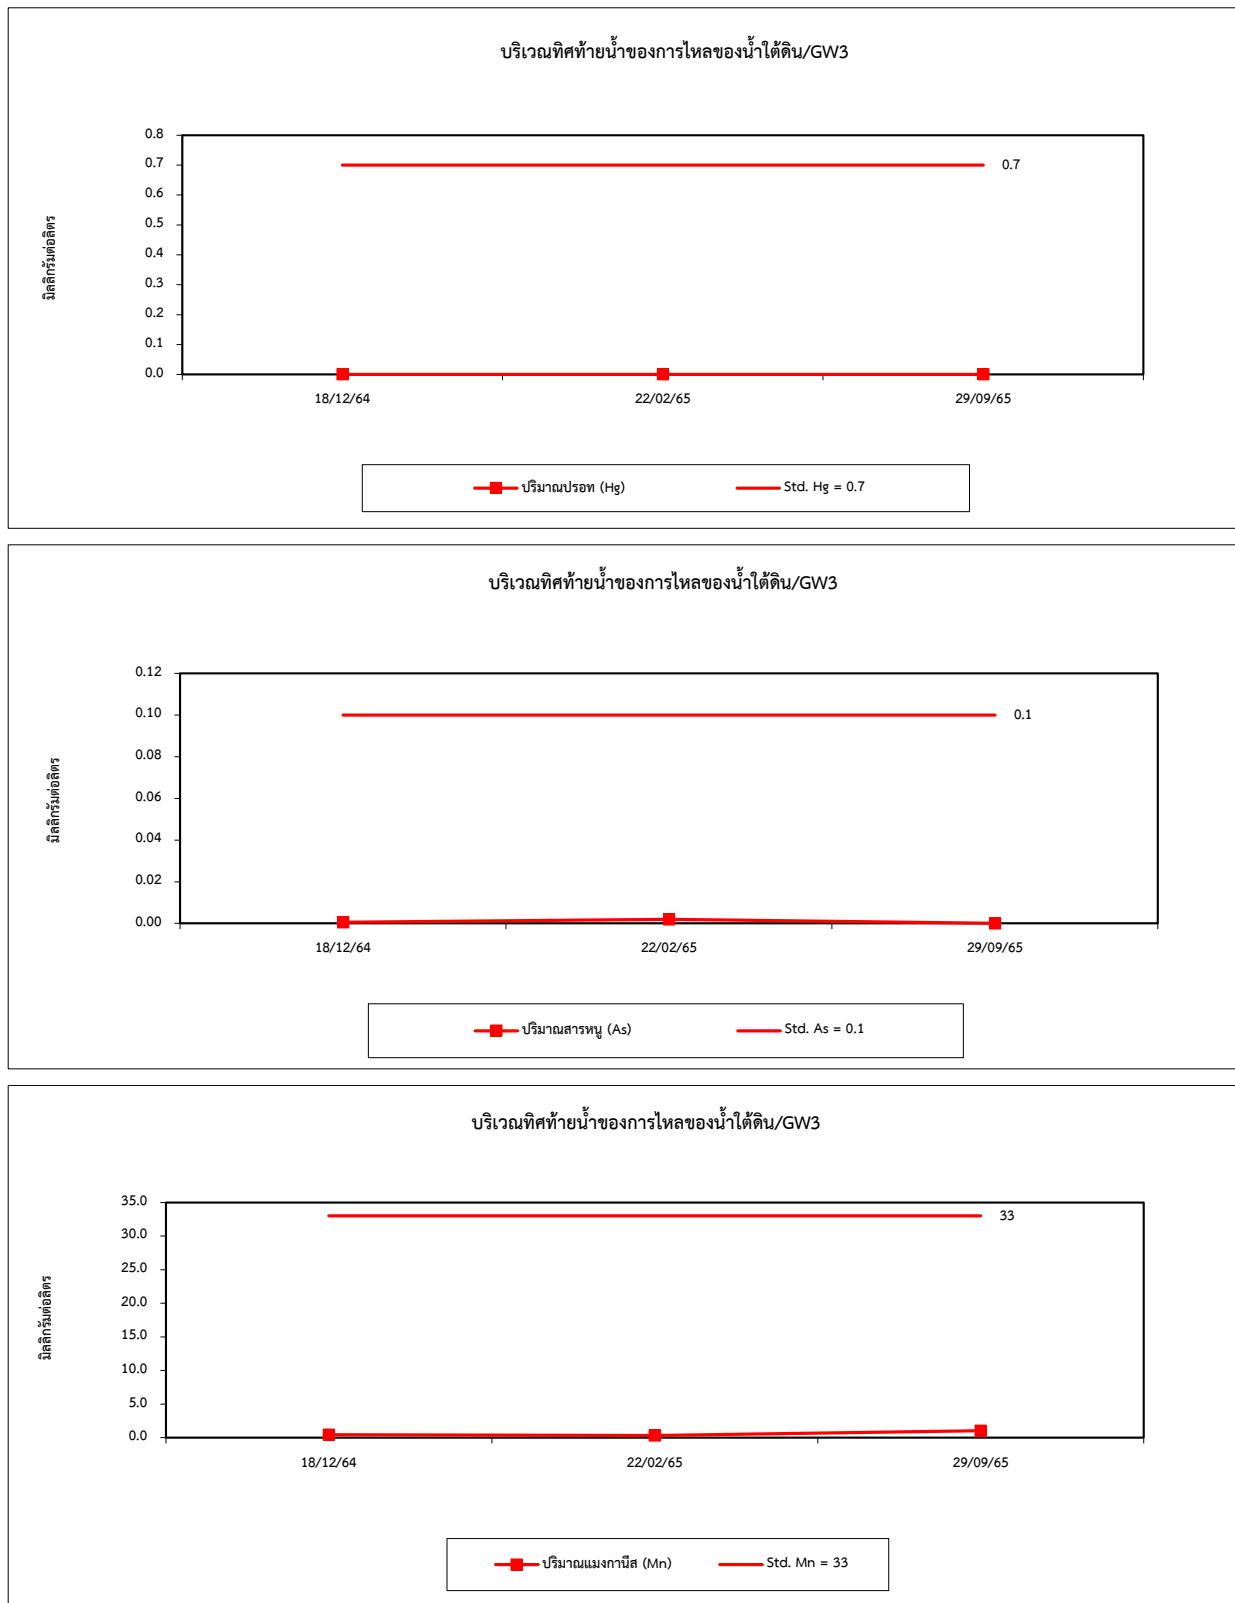 บริเวณทิศท้ายน้ำของการไหลของน้ำใต้ดิน/GW3
มิลลิกรัมต่อลิตร
0.8
0.7
0.6
0.5
0.4
0.3
0.2
0.1
0.0
0.7
18/12/64 22/02/65 29/09/65
ปริมาณปรอท (Hg) Std. Hg = 0.7
บริเวณทิศท้ายน้ำของการไหลของน้ำใต้ดิน/GW3
มิลลิกรัมต่อลิตร
0.12
0.10
0.08
0.06
0.04
0.02
0.00
0.1
18/12/64 22/02/65 29/09/65
ปริมาณสารหนู (As) Std. As = 0.1
บริเวณทิศท้ายน้ำของการไหลของน้ำใต้ดิน/GW3
มิลลิกรัมต่อลิตร
35.0
30.0
25.0
20.0
15.0
10.0
5.0
0.0
33
18/12/64 22/02/65 29/09/65
ปริมาณแมงกานีส (Mn) Std. Mn = 33